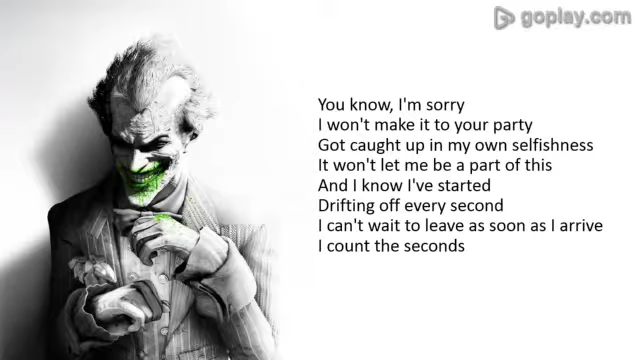 goplay.com
You know, I'm sorry
I won't make it to your party
Got caught up in my own selfishness
It won't let me be a part of this
And I know I've started
Drifting off every second
I can't wait to leave as soon as I arrive
I count the seconds